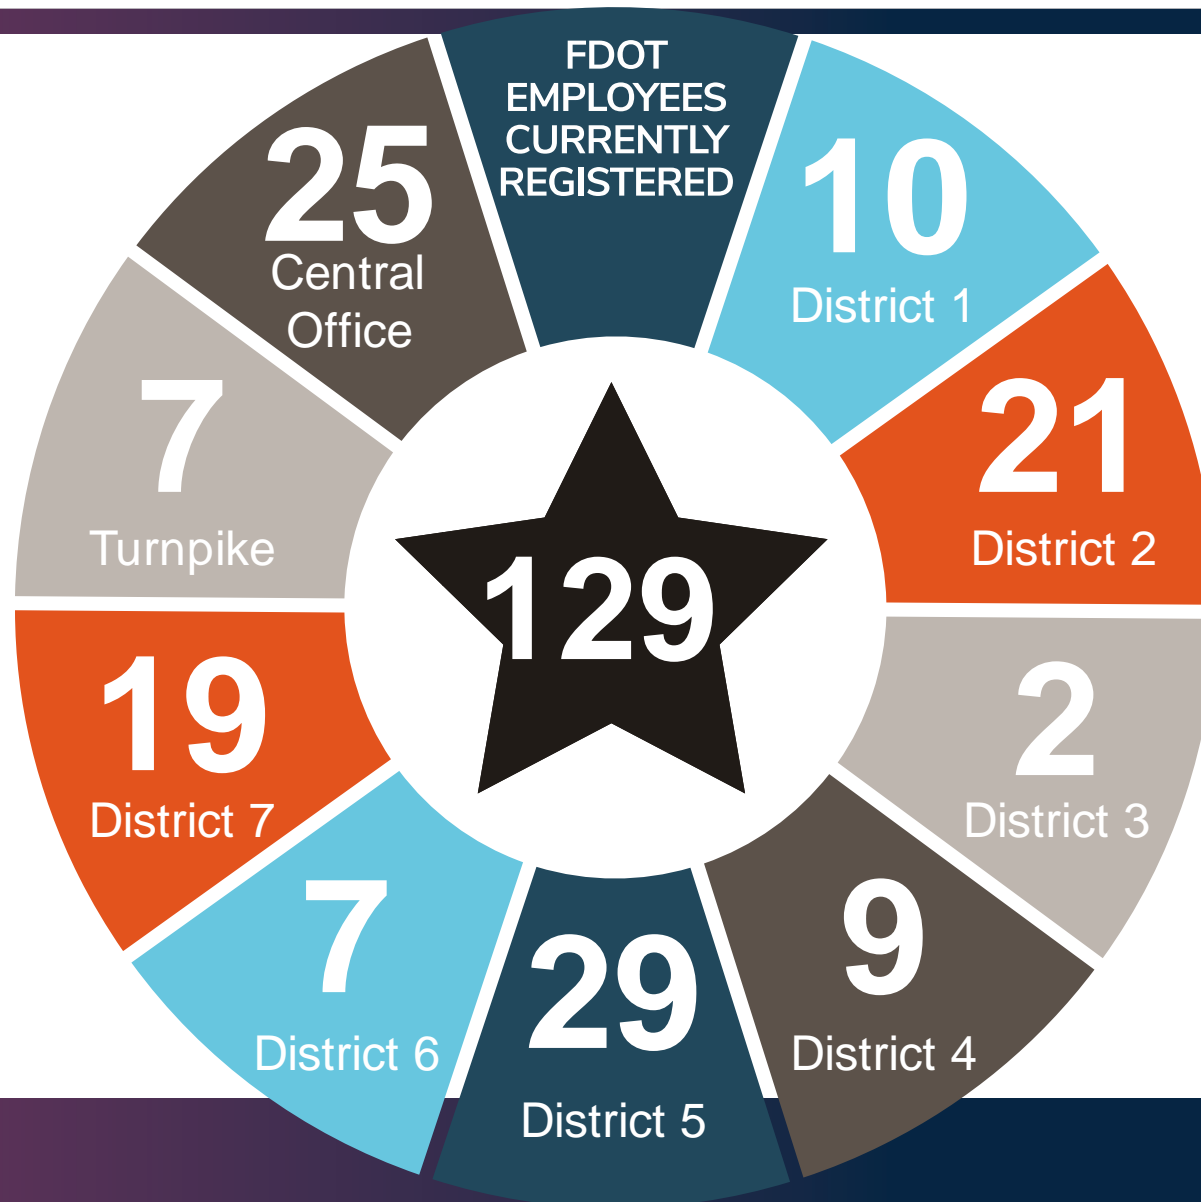 FDOT
EMPLOYEES
CURRENTLY
REGISTERED
10
District 1
21
District 2
2
District 3
9
District 4
29
District 5
7
District 6
19
District 7
7
Turnpike
25
Central
Office
129